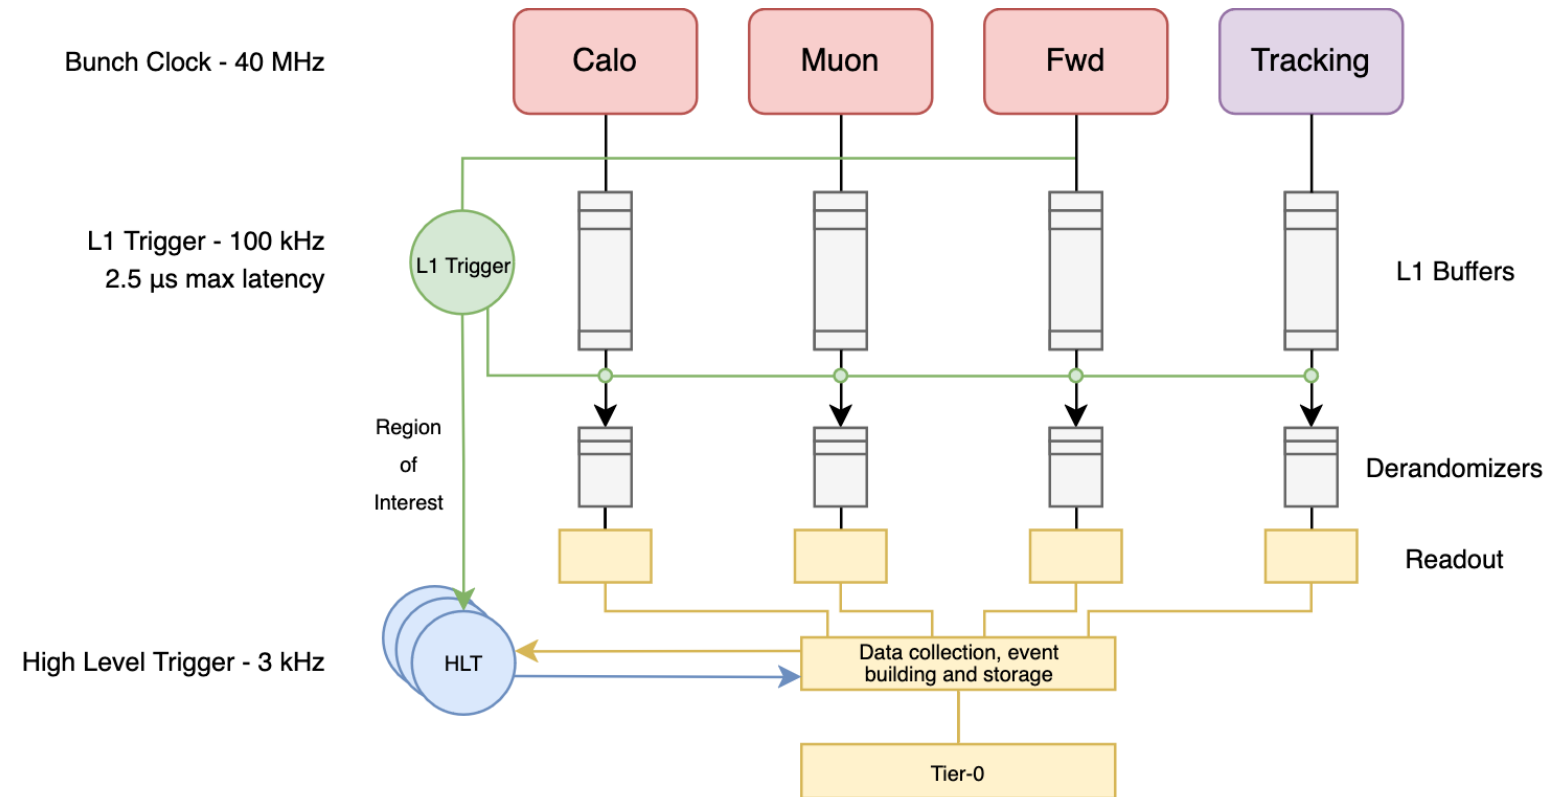 Bunch Clock - 40 MHz
Calo
Muon
Fwd
Tracking
L1 Trigger - 100 kHz
2.5 µs max latency
L1 Trigger
L1 Buffers
Region
of
Interest
Derandomizers
Readout
High Level Trigger - 3 kHz
HLT
Data collection, event
building and storage
Tier-0